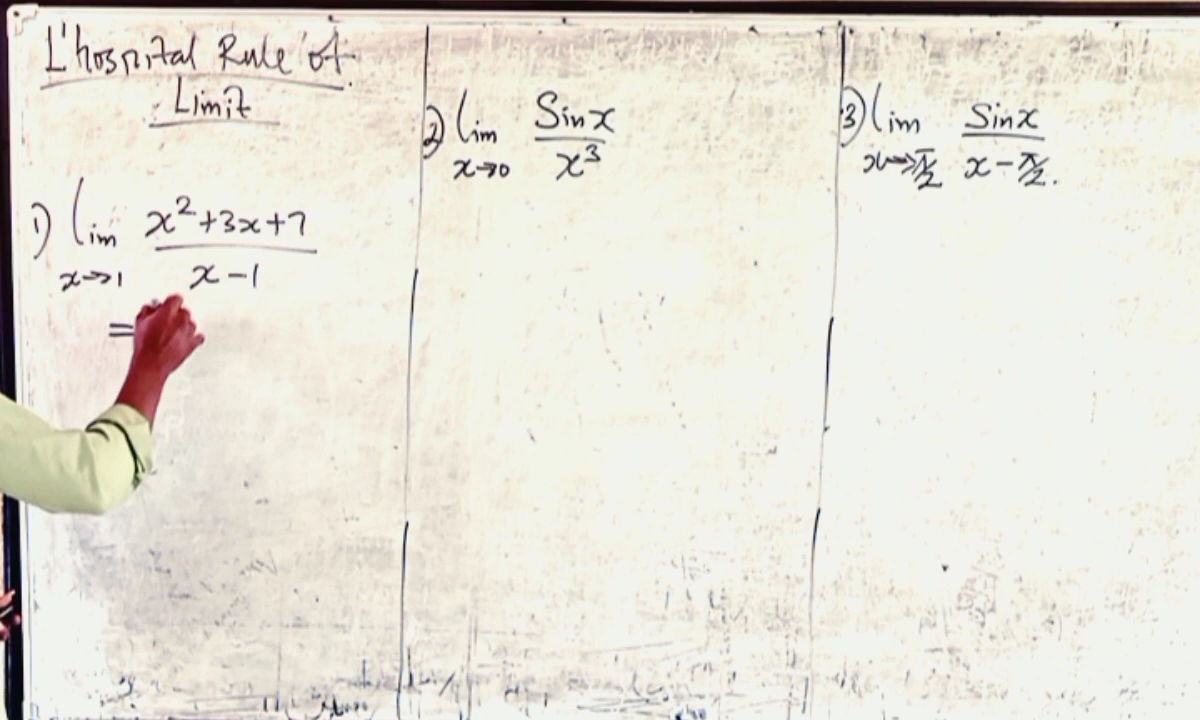 L'hospital Rule of
Limit
1) lim x²+3x+7
x→1 x-1
=
2) lim Sinx
x→0 x³
3) lim Sinx
x→π/2 x-π/2.